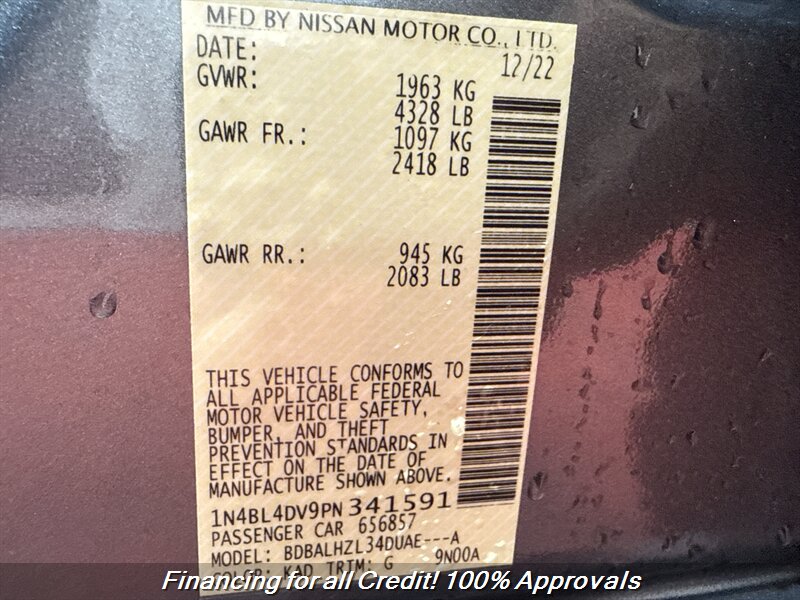 MFD BY NISSAN MOTOR CO., LTD.
DATE: 12/22
GVWR: 1963 KG
4328 LB
GAWR FR.: 1097 KG
2418 LB
GAWR RR.: 945 KG
2083 LB
THIS VEHICLE CONFORMS TO
ALL APPLICABLE FEDERAL
MOTOR VEHICLE SAFETY,
BUMPER, AND THEFT
PREVENTION STANDARDS IN
EFFECT ON THE DATE OF
MANUFACTURE SHOWN ABOVE.
1N4BL4DV9PN341591
PASSENGER CAR 656857
MODEL: BDBALHZL34DUAE---A
COLOR: KAD TRIM: G 9N00A
Financing for all Credit! 100% Approvals